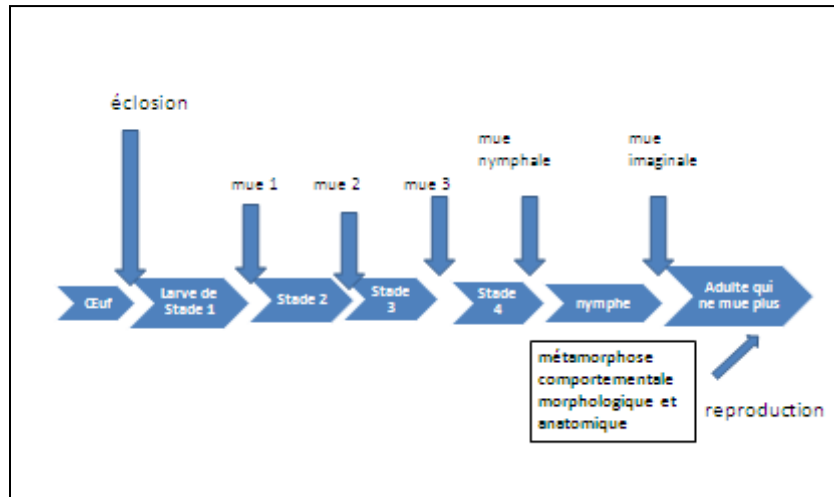 éclosion
mue
nymphale
mue
imaginale
mue 1
mue 2
mue 3
Œuf
Larve de
Stade 1
Stade 2
Stade
3
Stade
4
nymphe
Adulte qui
ne mue plus
métamorphose
comportementale
morphologique et
anatomique
reproduction